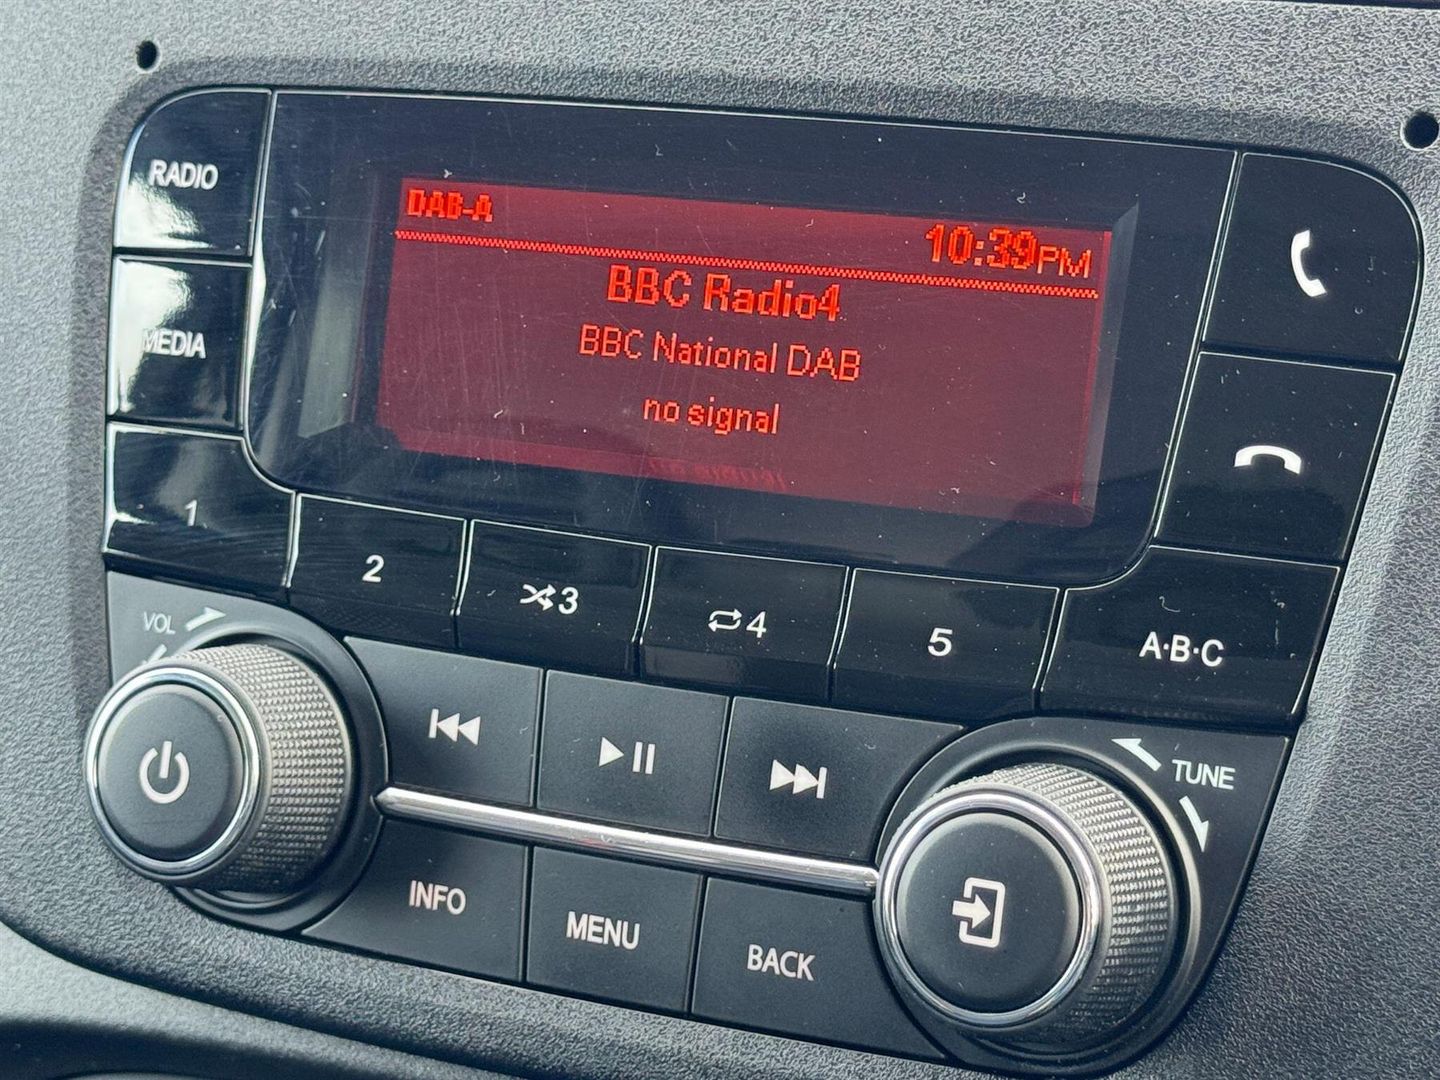 RADIO
DAB-A
10:39PM
BBC Radio4
BBC National DAB
no signal
MEDIA
1
2
3
4
5
A·B·C
VOL
TUNE
INFO
MENU
BACK